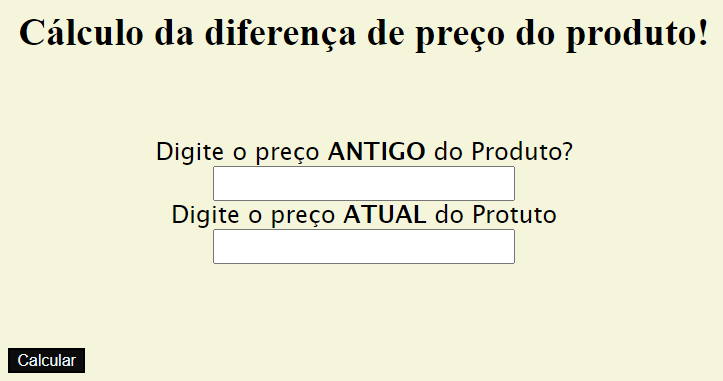 Cálculo da diferença de preço do produto!
Digite o preço ANTIGO do Produto?
Digite o preço ATUAL do Protuto
Calcular